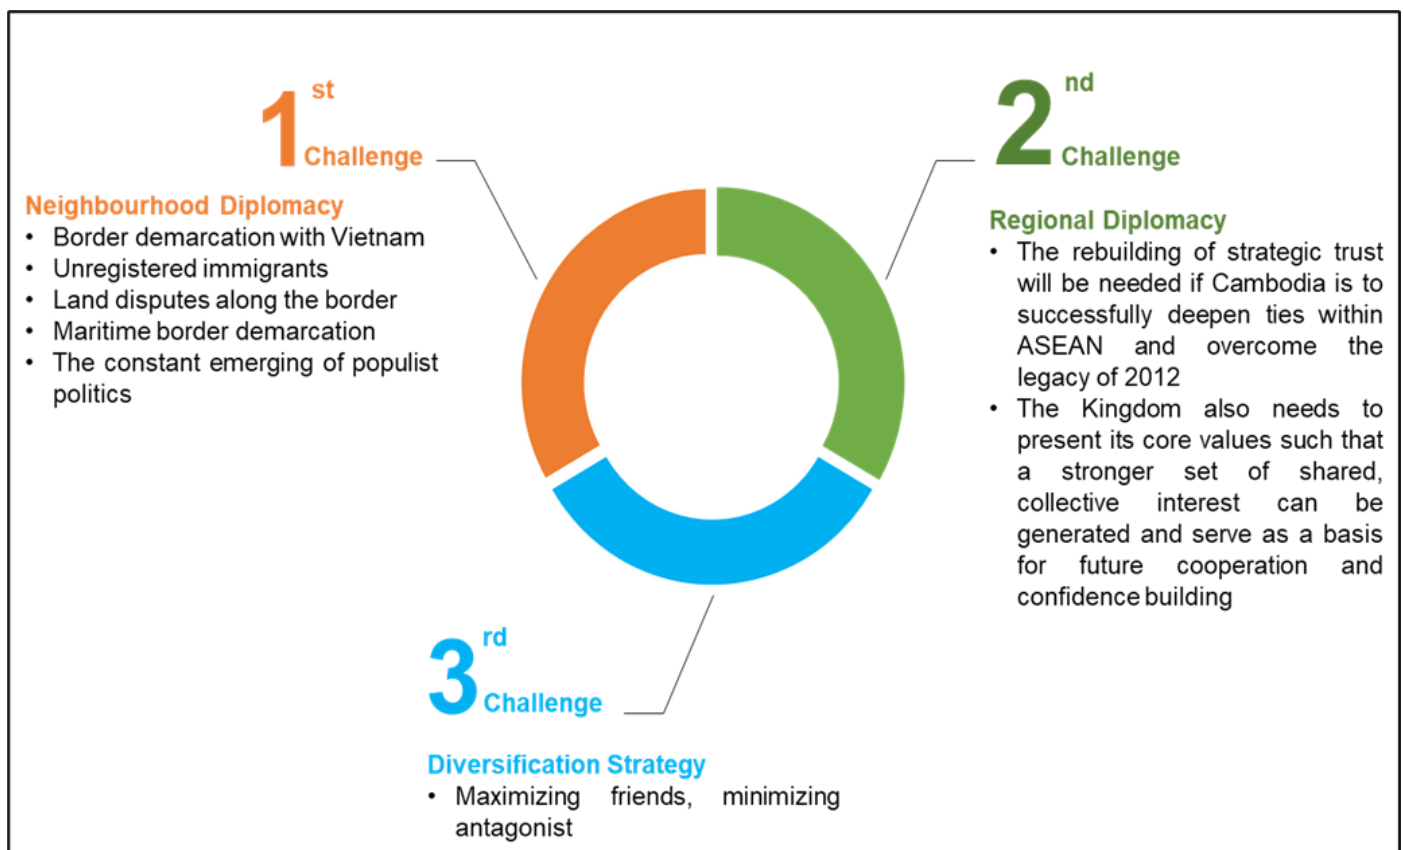 1st
Challenge
Neighbourhood Diplomacy
• Border demarcation with Vietnam
• Unregistered immigrants
• Land disputes along the border
• Maritime border demarcation
• The constant emerging of populist
politics
2nd
Challenge
Regional Diplomacy
• The rebuilding of strategic trust
will be needed if Cambodia is to
successfully deepen ties within
ASEAN and overcome the
legacy of 2012
• The Kingdom also needs to
present its core values such that
a stronger set of shared,
collective interest can be
generated and serve as a basis
for future cooperation and
confidence building
3rd
Challenge
Diversification Strategy
• Maximizing friends, minimizing
antagonist